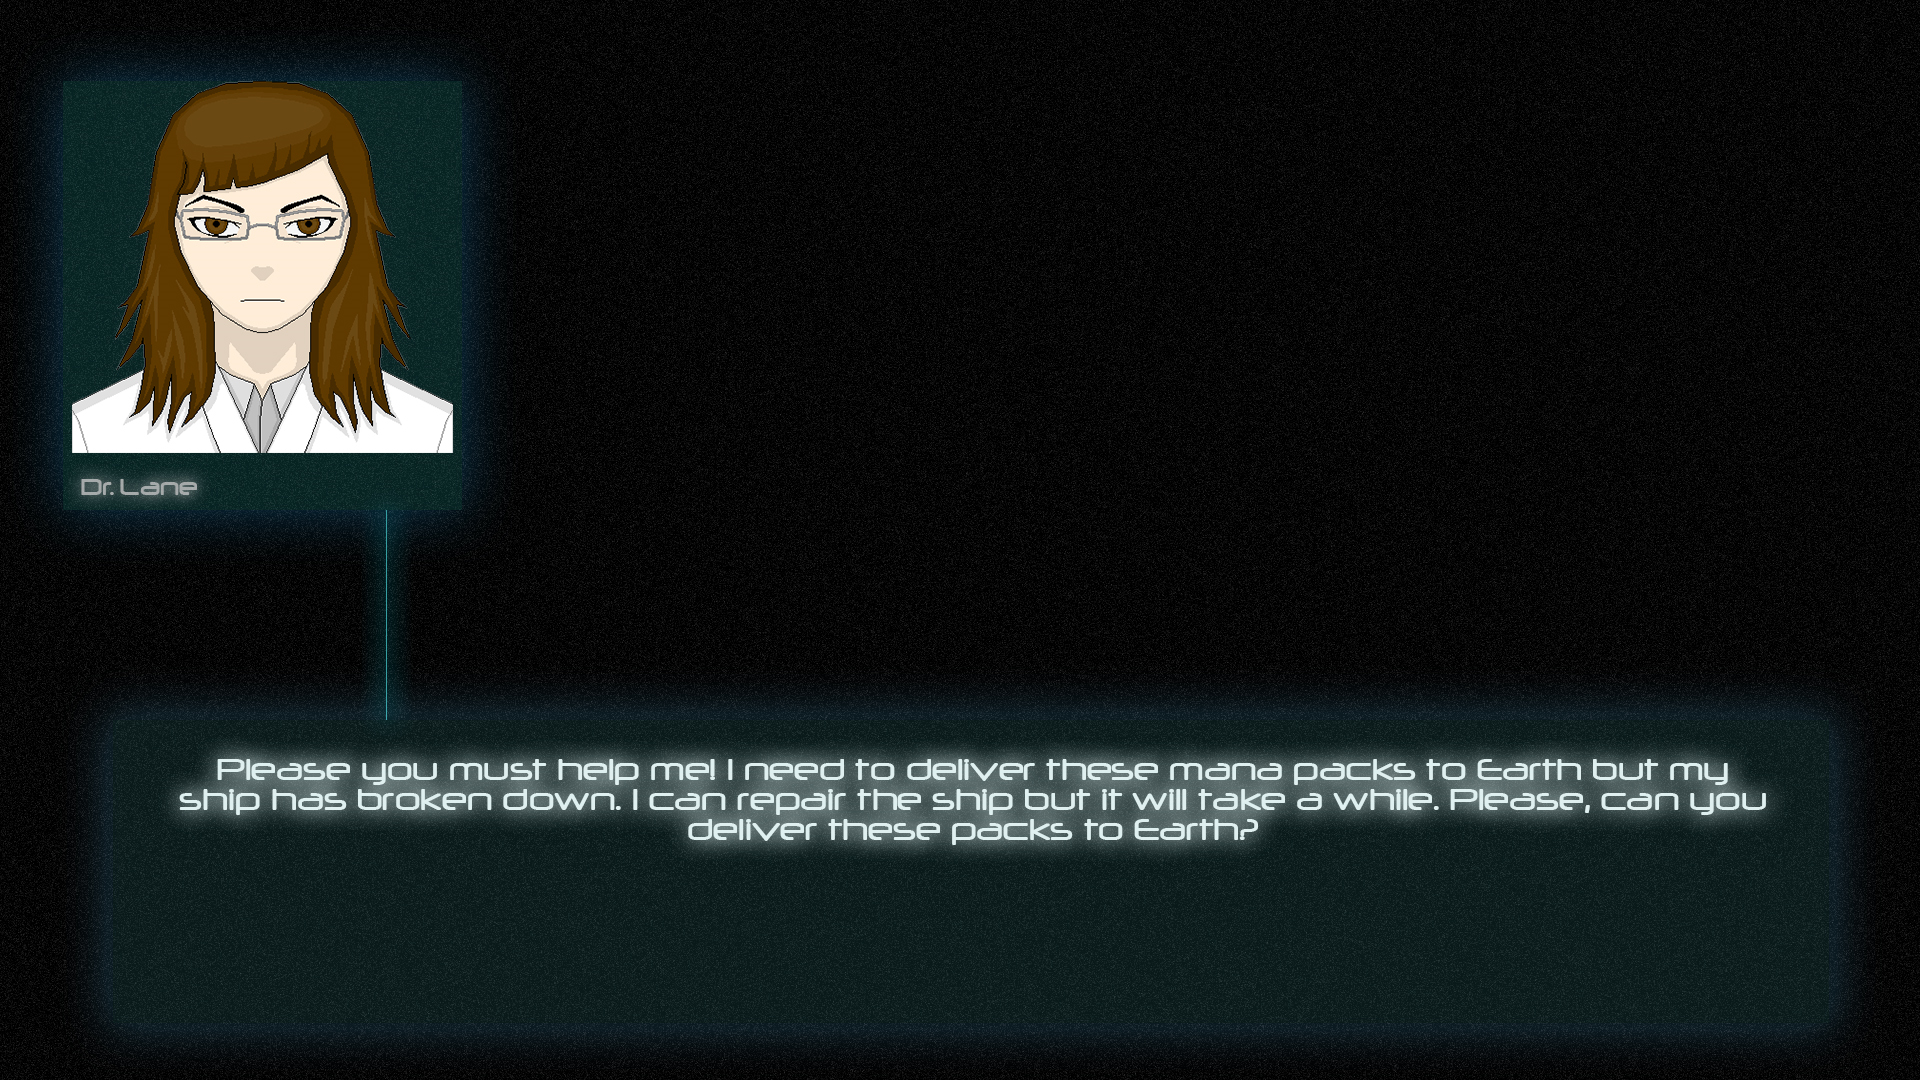 Dr. Lane
Please you must help me! I need to deliver these mana packs to Earth but my
ship has broken down. I can repair the ship but it will take a while. Please, can you
deliver these packs to Earth?